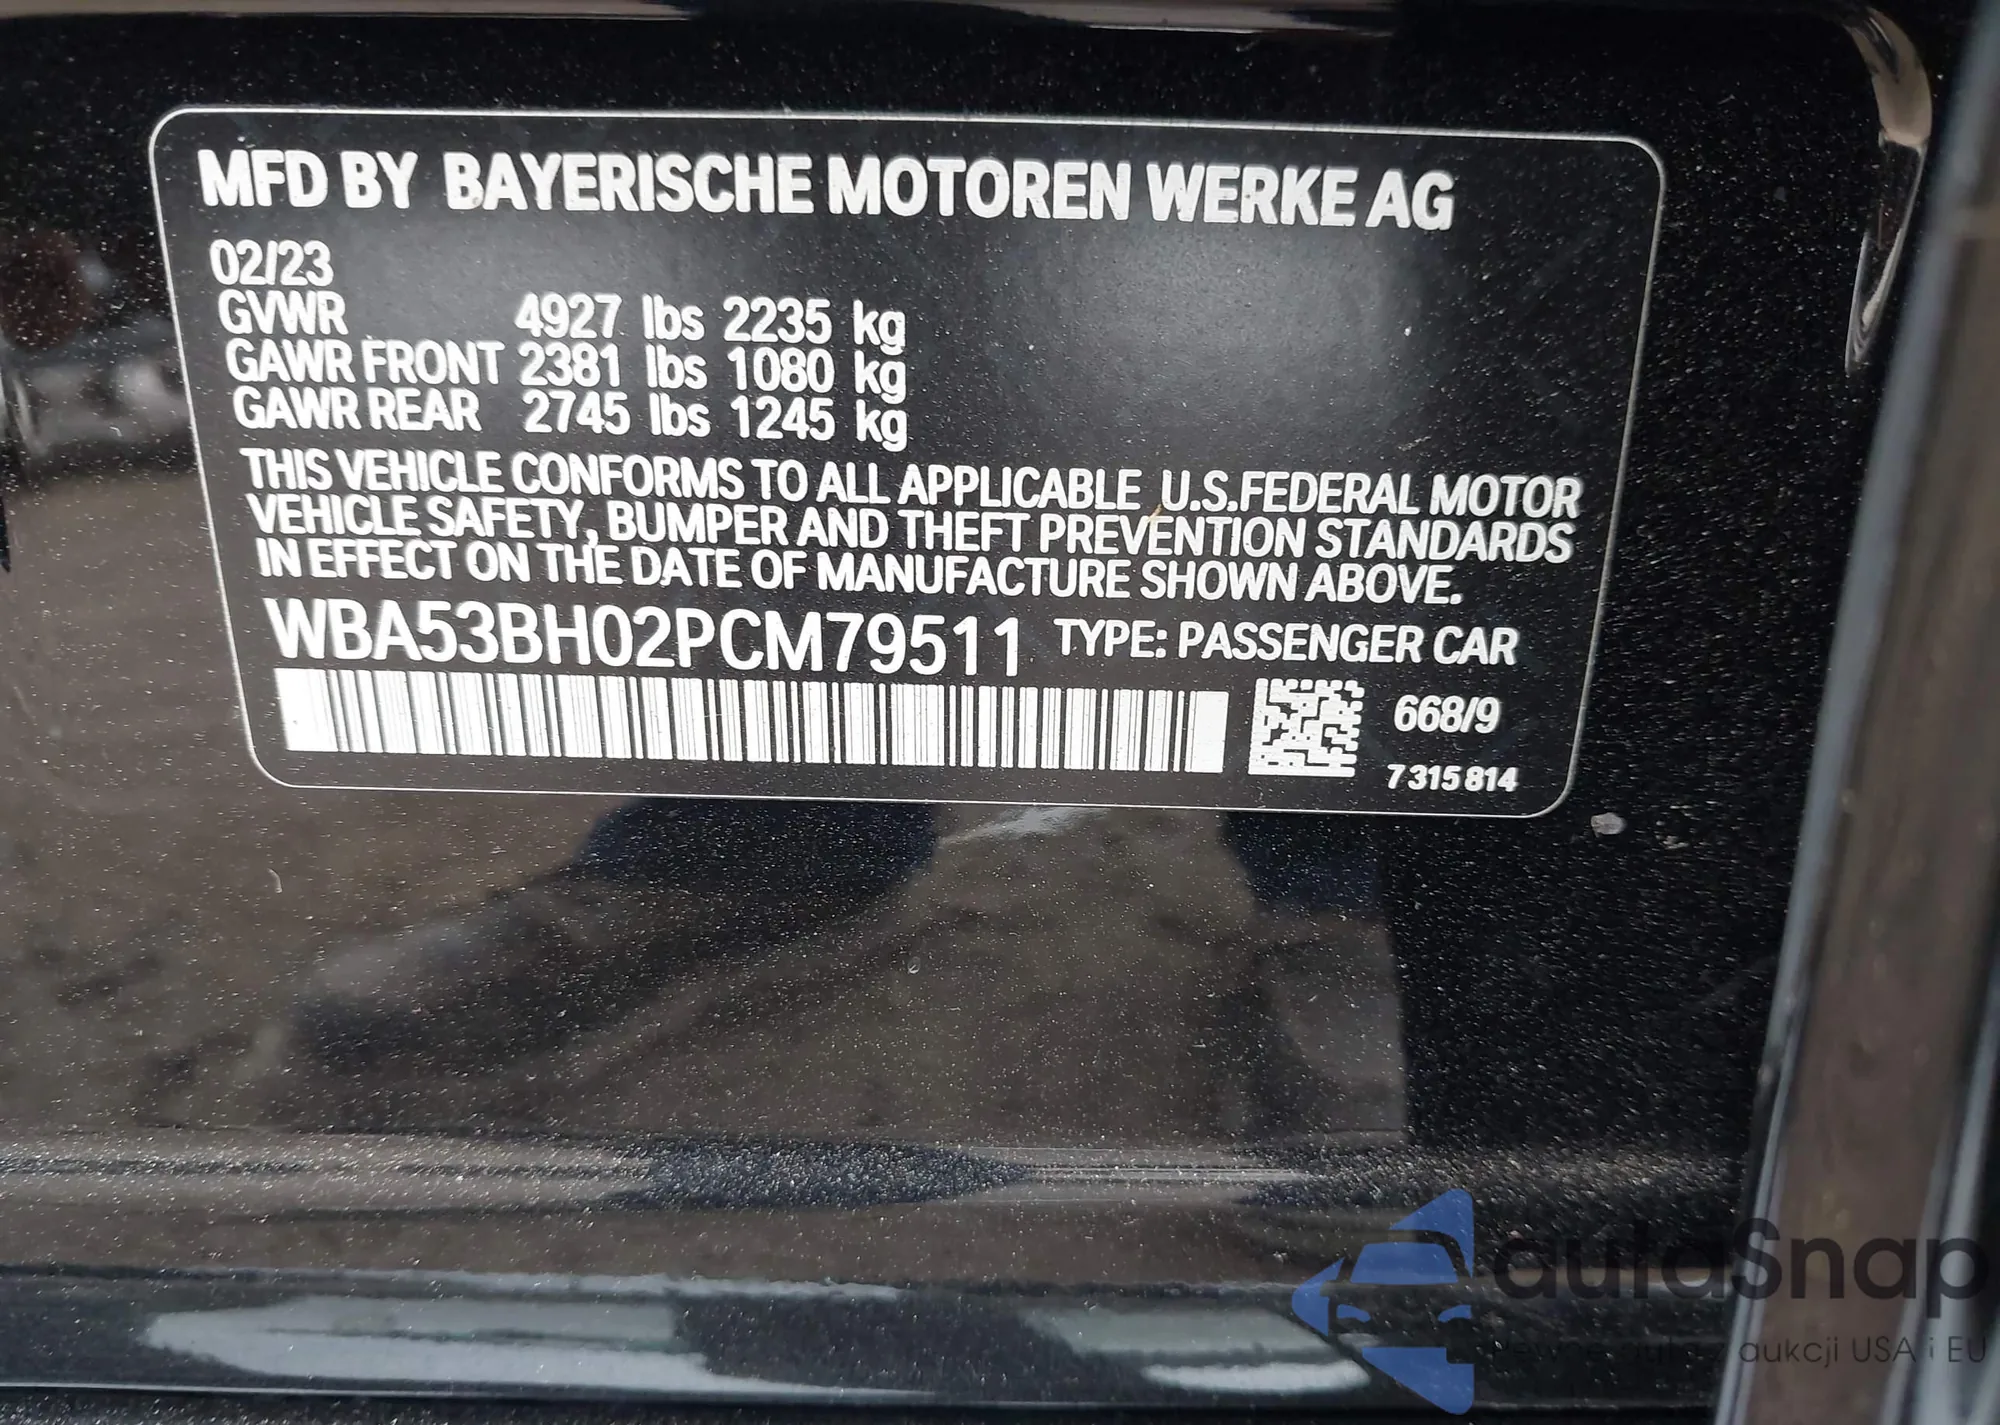 MFD BY BAYERISCHE MOTOREN WERKE AG
02/23
GVWR 4927 lbs 2235 kg
GAWR FRONT 2381 lbs 1080 kg
GAWR REAR 2745 lbs 1245 kg
THIS VEHICLE CONFORMS TO ALL APPLICABLE U.S.FEDERAL MOTOR
VEHICLE SAFETY, BUMPER AND THEFT PREVENTION STANDARDS
IN EFFECT ON THE DATE OF MANUFACTURE SHOWN ABOVE.
WBA53BH02PCM79511 TYPE: PASSENGER CAR
668/9
7 315 814
autaSnap
Pewne auta z aukcji USA i EU